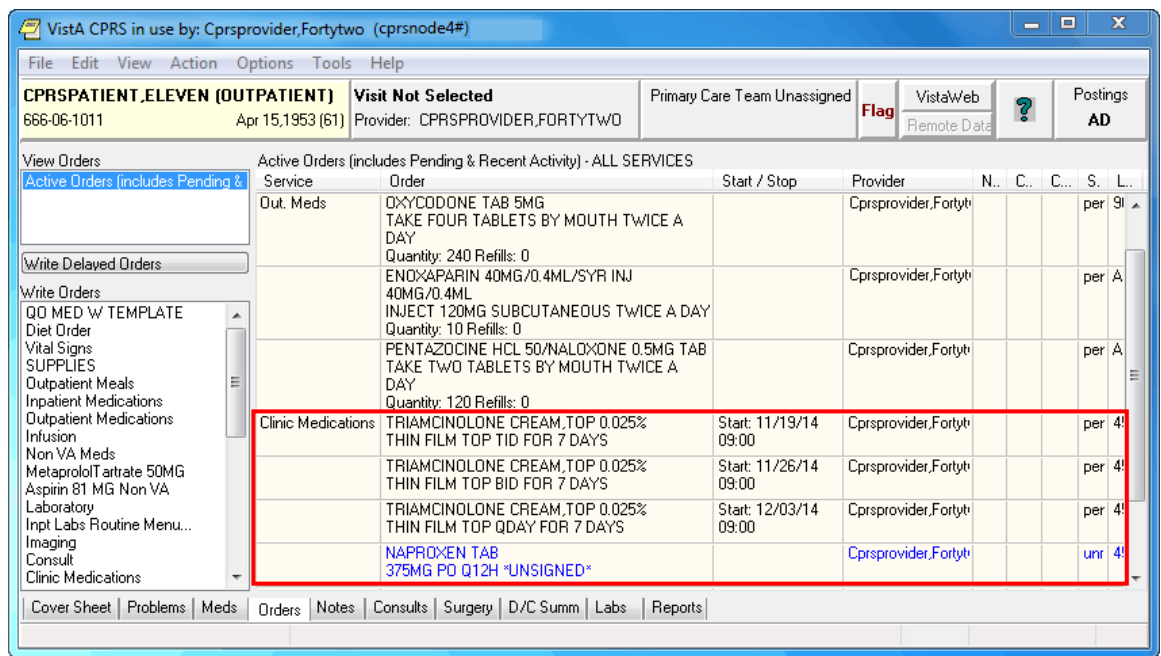 VistA CPRS in use by: Cprsprovider,Fortytwo (cprsnode4#)
File Edit View Action Options Tools Help
CPRSPATIENT,ELEVEN (OUTPATIENT) Visit Not Selected Primary Care Team Unassigned Flag VistaWeb ? Postings
666-06-1011 Apr 15,1953 (61) Provider: CPRSPROVIDER,FORTYTWO Remote Data AD
View Orders
Active Orders (includes Pending &
Write Delayed Orders
Write Orders
QO MED W TEMPLATE
Diet Order
Vital Signs
SUPPLIES
Outpatient Meals
Inpatient Medications
Outpatient Medications
Infusion
Non VA Meds
MetaprololTartrate 50MG
Aspirin 81 MG Non VA
Laboratory
Inpt Labs Routine Menu...
Imaging
Consult
Clinic Medications
Active Orders (includes Pending & Recent Activity) - ALL SERVICES
Service Order Start / Stop Provider N.. C.. C... S. L..
Out. Meds OXYCODONE TAB 5MG Cprsprovider,Fortyt per
TAKE FOUR TABLETS BY MOUTH TWICE A
DAY
Quantity: 240 Refills: 0
ENOXAPARIN 40MG/0.4ML/SYR INJ Cprsprovider,Fortyt per A
40MG/0.4ML
INJECT 120MG SUBCUTANEOUS TWICE A DAY
Quantity: 10 Refills: 0
PENTAZOCINE HCL 50/NALOXONE 0.5MG TAB Cprsprovider,Fortyt per A
TAKE TWO TABLETS BY MOUTH TWICE A
DAY
Quantity: 120 Refills: 0
Clinic Medications TRIAMCINOLONE CREAM,TOP 0.025% Start: 11/19/14 Cprsprovider,Fortyt per
THIN FILM TOP TID FOR 7 DAYS 09:00
TRIAMCINOLONE CREAM,TOP 0.025% Start: 11/26/14 Cprsprovider,Fortyt per
THIN FILM TOP BID FOR 7 DAYS 09:00
TRIAMCINOLONE CREAM,TOP 0.025% Start: 12/03/14 Cprsprovider,Fortyt per
THIN FILM TOP QDAY FOR 7 DAYS 09:00
NAPROXEN TAB Cprsprovider,Fortyt unr
375MG PO Q12H *UNSIGNED*
Cover Sheet Problems Meds Orders Notes Consults Surgery D/C Summ Labs Reports